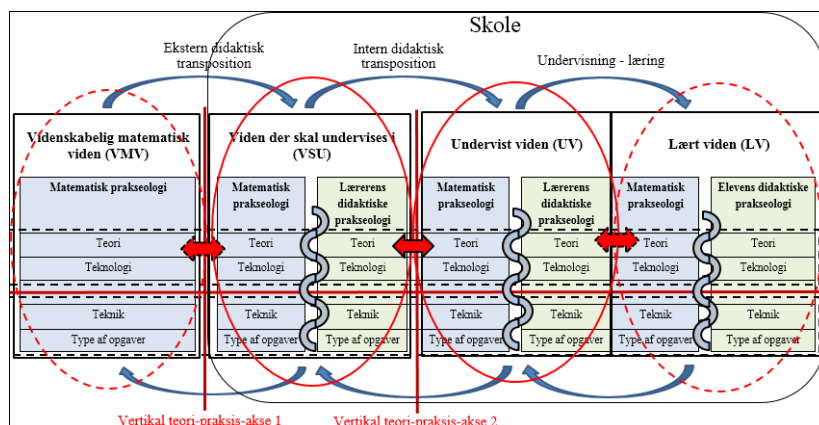 Skole
Ekstern didaktisk
transposition
Intern didaktisk
transposition
Undervisning - læring
Videnskabelig matematisk
viden (VMV)
Viden der skal undervises i
(VSU)
Undervist viden (UV)
Lært viden (LV)
Matematisk prakseologi
Matematisk
prakseologi
Lærerens
didaktiske
prakseologi
Matematisk
prakseologi
Lærerens
didaktiske
prakseologi
Matematisk
prakseologi
Elevens didaktiske
prakseologi
Teori
Teori
Teori
Teori
Teori
Teori
Teori
Teknologi
Teknologi
Teknologi
Teknologi
Teknologi
Teknologi
Teknologi
Teknik
Teknik
Teknik
Teknik
Teknik
Teknik
Teknik
Type af opgaver
Type af opgaver
Type af opgaver
Type af opgaver
Type af opgaver
Type af opgaver
Type af opgaver
Vertikal teori-praksis-akse 1
Vertikal teori-praksis-akse 2